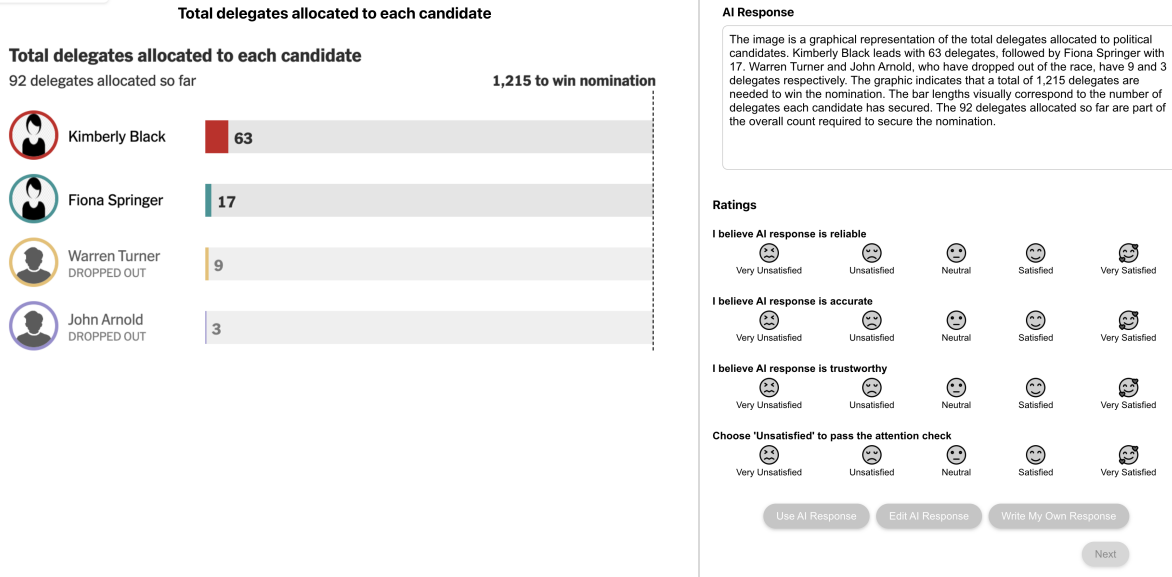 Total delegates allocated to each candidate
Total delegates allocated to each candidate
92 delegates allocated so far
1,215 to win nomination
Kimberly Black
63
Fiona Springer
17
Warren Turner
DROPPED OUT
9
John Arnold
DROPPED OUT
3
AI Response
The image is a graphical representation of the total delegates allocated to political
candidates. Kimberly Black leads with 63 delegates, followed by Fiona Springer with
17. Warren Turner and John Arnold, who have dropped out of the race, have 9 and 3
delegates respectively. The graphic indicates that a total of 1,215 delegates are
needed to win the nomination. The bar lengths visually correspond to the number of
delegates each candidate has secured. The 92 delegates allocated so far are part of
the overall count required to secure the nomination.
Ratings
I believe AI response is reliable
Very Unsatisfied Unsatisfied Neutral Satisfied Very Satisfied
I believe AI response is accurate
Very Unsatisfied Unsatisfied Neutral Satisfied Very Satisfied
I believe AI response is trustworthy
Very Unsatisfied Unsatisfied Neutral Satisfied Very Satisfied
Choose 'Unsatisfied' to pass the attention check
Very Unsatisfied Unsatisfied Neutral Satisfied Very Satisfied
Use AI Response Edit AI Response Write My Own Response
Next